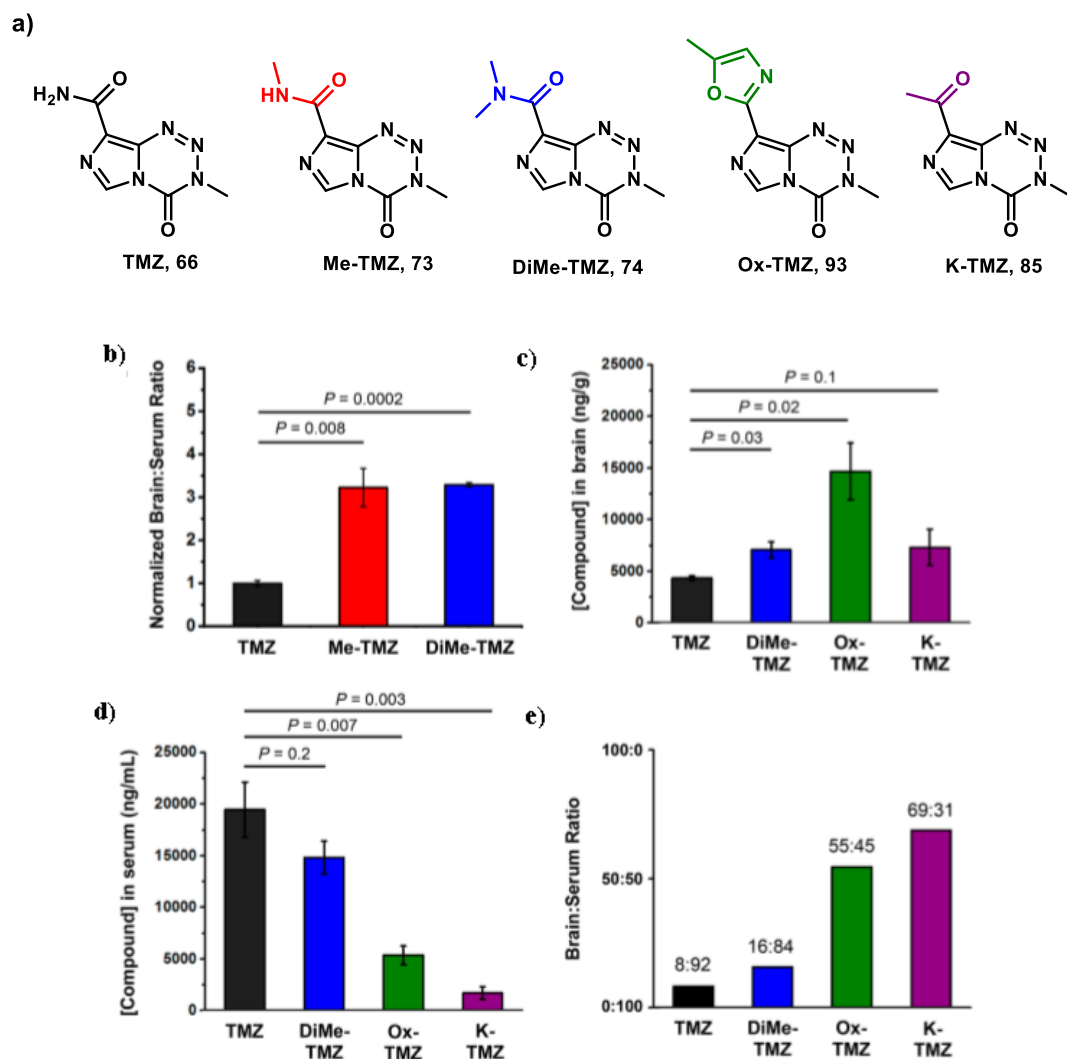 a)
H2N O
N N N N N
O
TMZ, 66
HN O
N N N N N
O
Me-TMZ, 73
N O
N N N N N
O
DiMe-TMZ, 74
O N
N N N N N
O
Ox-TMZ, 93
O
N N N N N
O
K-TMZ, 85
b)
Normalized Brain:Serum Ratio
6
5
4
3
2
1
0
P = 0.0002
P = 0.008
TMZ Me-TMZ DiMe-TMZ
c)
[Compound] in brain (ng/g)
25000
20000
15000
10000
5000
0
P = 0.1
P = 0.02
P = 0.03
TMZ DiMe- Ox- K-
TMZ TMZ TMZ
d)
[Compound] in serum (ng/mL)
25000
20000
15000
10000
5000
0
P = 0.003
P = 0.007
P = 0.2
TMZ DiMe- Ox- K-
TMZ TMZ TMZ
e)
Brain:Serum Ratio
100:0
50:50
0:100
8:92
16:84
55:45
69:31
TMZ DiMe- Ox- K-
TMZ TMZ TMZ